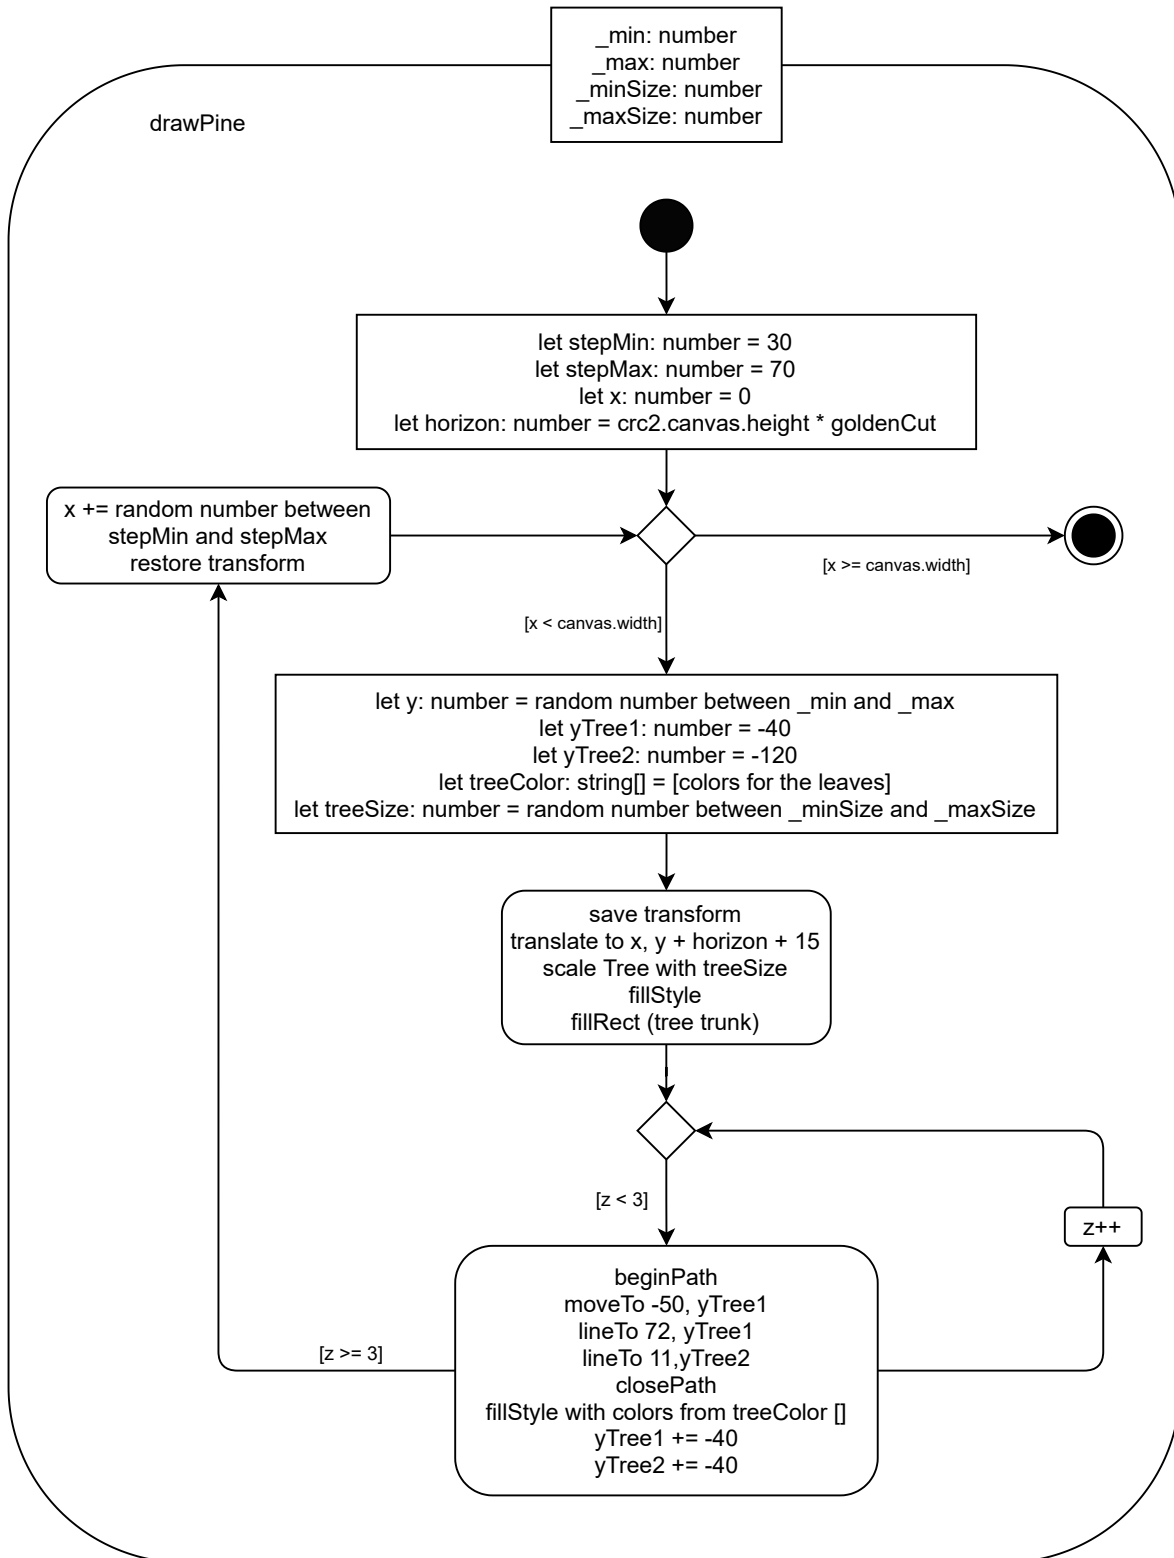 _min: number
_max: number
_minSize: number
_maxSize: number
drawPine
let stepMin: number = 30
let stepMax: number = 70
let x: number = 0
let horizon: number = crc2.canvas.height * goldenCut
x += random number between
stepMin and stepMax
restore transform
[x >= canvas.width]
[x < canvas.width]
let y: number = random number between _min and _max
let yTree1: number = -40
let yTree2: number = -120
let treeColor: string[] = [colors for the leaves]
let treeSize: number = random number between _minSize and _maxSize
save transform
translate to x, y + horizon + 15
scale Tree with treeSize
fillStyle
fillRect (tree trunk)
[z < 3]
z++
beginPath
moveTo -50, yTree1
lineTo 72, yTree1
lineTo 11,yTree2
closePath
fillStyle with colors from treeColor []
yTree1 += -40
yTree2 += -40
[z >= 3]